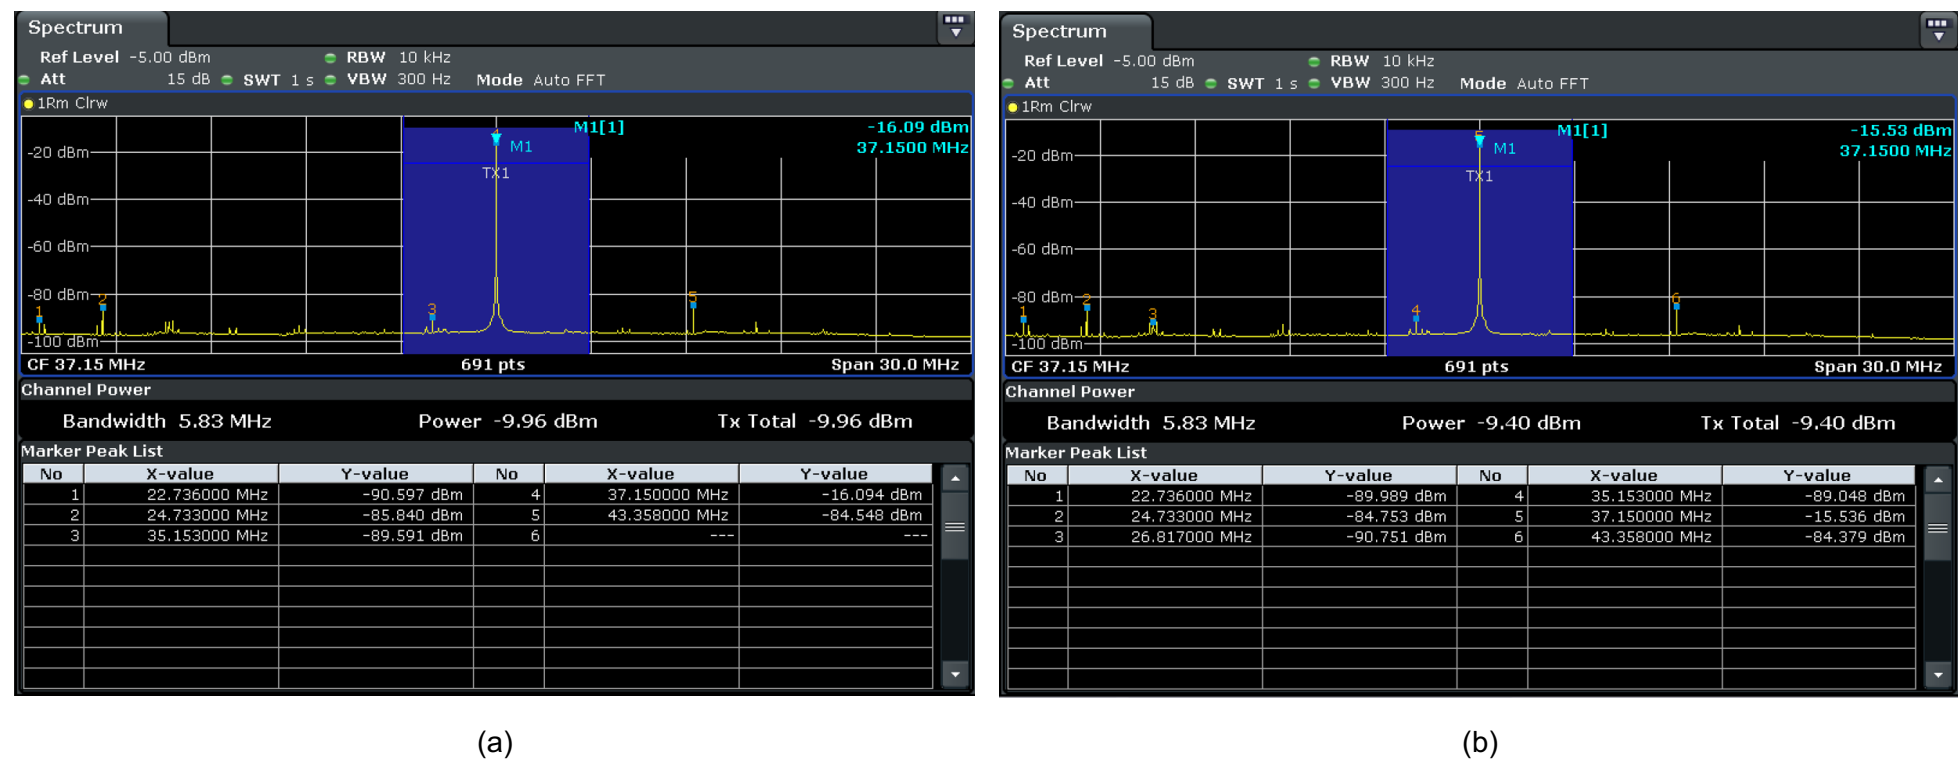 Spectrum
Ref Level -5.00 dBm RBW 10 kHz
Att 15 dB SWT 1 s VBW 300 Hz Mode Auto FFT
1Rm Clrw
M1[1] -16.09 dBm
37.1500 MHz
M1
TX1
-20 dBm
-40 dBm
-60 dBm
-80 dBm
-100 dBm
1
2
3
4
5
CF 37.15 MHz 691 pts Span 30.0 MHz
Channel Power
Bandwidth 5.83 MHz Power -9.96 dBm Tx Total -9.96 dBm
Marker Peak List
No X-value Y-value No X-value Y-value
1 22.736000 MHz -90.597 dBm 4 37.150000 MHz -16.094 dBm
2 24.733000 MHz -85.840 dBm 5 43.358000 MHz -84.548 dBm
3 35.153000 MHz -89.591 dBm 6 --- ---
(a)
Spectrum
Ref Level -5.00 dBm RBW 10 kHz
Att 15 dB SWT 1 s VBW 300 Hz Mode Auto FFT
1Rm Clrw
M1[1] -15.53 dBm
37.1500 MHz
M1
TX1
-20 dBm
-40 dBm
-60 dBm
-80 dBm
-100 dBm
1
2
3
4
5
6
CF 37.15 MHz 691 pts Span 30.0 MHz
Channel Power
Bandwidth 5.83 MHz Power -9.40 dBm Tx Total -9.40 dBm
Marker Peak List
No X-value Y-value No X-value Y-value
1 22.736000 MHz -89.989 dBm 4 35.153000 MHz -89.048 dBm
2 24.733000 MHz -84.753 dBm 5 37.150000 MHz -15.536 dBm
3 26.817000 MHz -90.751 dBm 6 43.358000 MHz -84.379 dBm
(b)